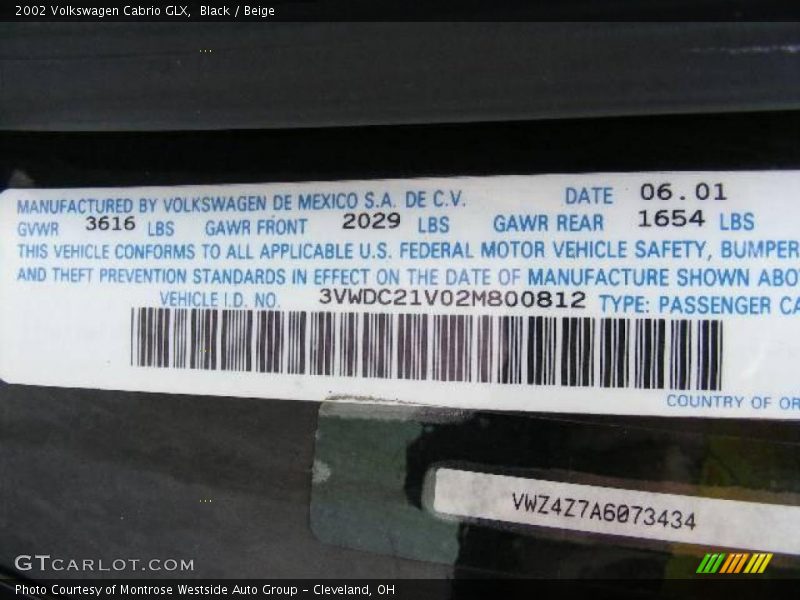 2002 Volkswagen Cabrio GLX, Black / Beige
MANUFACTURED BY VOLKSWAGEN DE MEXICO S.A. DE C.V. DATE 06.01
GVWR 3616 LBS GAWR FRONT 2029 LBS GAWR REAR 1654 LBS
THIS VEHICLE CONFORMS TO ALL APPLICABLE U.S. FEDERAL MOTOR VEHICLE SAFETY, BUMPER
AND THEFT PREVENTION STANDARDS IN EFFECT ON THE DATE OF MANUFACTURE SHOWN ABO
VEHICLE I.D. NO. 3VWDC21V02M800812 TYPE: PASSENGER CA
COUNTRY OF OR
VWZ4Z7A6073434
GTCARLOT.COM
Photo Courtesy of Montrose Westside Auto Group - Cleveland, OH